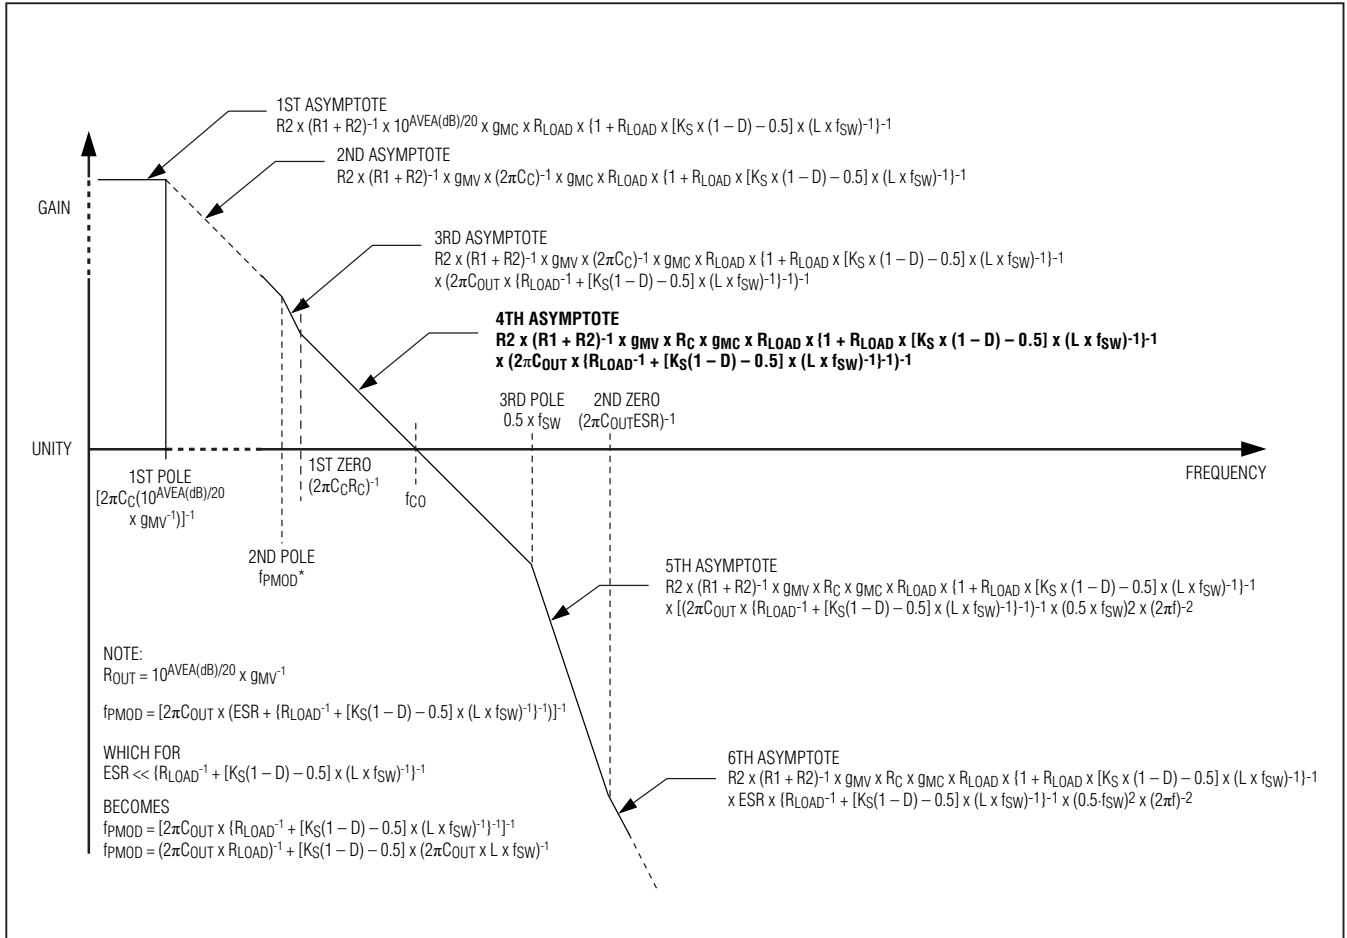 1ST ASYMPTOTE
R2 x (R1 + R2)⁻¹ x 10^AVEA(dB)/20 x gMC x RLOAD x {1 + RLOAD x [KS x (1 – D) – 0.5] x (L x fSW)⁻¹}⁻¹
2ND ASYMPTOTE
R2 x (R1 + R2)⁻¹ x gMV x (2πCC)⁻¹ x gMC x RLOAD x {1 + RLOAD x [KS x (1 – D) – 0.5] x (L x fSW)⁻¹}⁻¹
GAIN
3RD ASYMPTOTE
R2 x (R1 + R2)⁻¹ x gMV x (2πCC)⁻¹ x gMC x RLOAD x {1 + RLOAD x [KS x (1 – D) – 0.5] x (L x fSW)⁻¹}⁻¹
x (2πCOUT x {RLOAD⁻¹ + [KS(1 – D) – 0.5] x (L x fSW)⁻¹}⁻¹)⁻¹
4TH ASYMPTOTE
R2 x (R1 + R2)⁻¹ x gMV x RC x gMC x RLOAD x {1 + RLOAD x [KS x (1 – D) – 0.5] x (L x fSW)⁻¹}⁻¹
x (2πCOUT x {RLOAD⁻¹ + [KS(1 – D) – 0.5] x (L x fSW)⁻¹}⁻¹)⁻¹
3RD POLE
0.5 x fSW
2ND ZERO
(2πCOUTESR)⁻¹
UNITY
FREQUENCY
1ST POLE
[2πCC(10^AVEA(dB)/20
x gMV⁻¹)]⁻¹
1ST ZERO
(2πCCRC)⁻¹
fCO
2ND POLE
fPMOD*
5TH ASYMPTOTE
R2 x (R1 + R2)⁻¹ x gMV x RC x gMC x RLOAD x {1 + RLOAD x [KS x (1 – D) – 0.5] x (L x fSW)⁻¹}⁻¹
x [(2πCOUT x {RLOAD⁻¹ + [KS(1 – D) – 0.5] x (L x fSW)⁻¹}⁻¹)⁻¹ x (0.5 x fSW)² x (2πf)⁻²
NOTE:
ROUT = 10^AVEA(dB)/20 x gMV⁻¹
fPMOD = [2πCOUT x (ESR + {RLOAD⁻¹ + [KS(1 – D) – 0.5] x (L x fSW)⁻¹}⁻¹)]⁻¹
WHICH FOR
ESR << {RLOAD⁻¹ + [KS(1 – D) – 0.5] x (L x fSW)⁻¹}⁻¹
BECOMES
fPMOD = [2πCOUT x {RLOAD⁻¹ + [KS(1 – D) – 0.5] x (L x fSW)⁻¹}⁻¹]⁻¹
fPMOD = (2πCOUT x RLOAD)⁻¹ + [KS(1 – D) – 0.5] x (2πCOUT x L x fSW)⁻¹
6TH ASYMPTOTE
R2 x (R1 + R2)⁻¹ x gMV x RC x gMC x RLOAD x {1 + RLOAD x [KS x (1 – D) – 0.5] x (L x fSW)⁻¹}⁻¹
x ESR x {RLOAD⁻¹ + [KS(1 – D) – 0.5] x (L x fSW)⁻¹}⁻¹ x (0.5·fSW)² x (2πf)⁻²